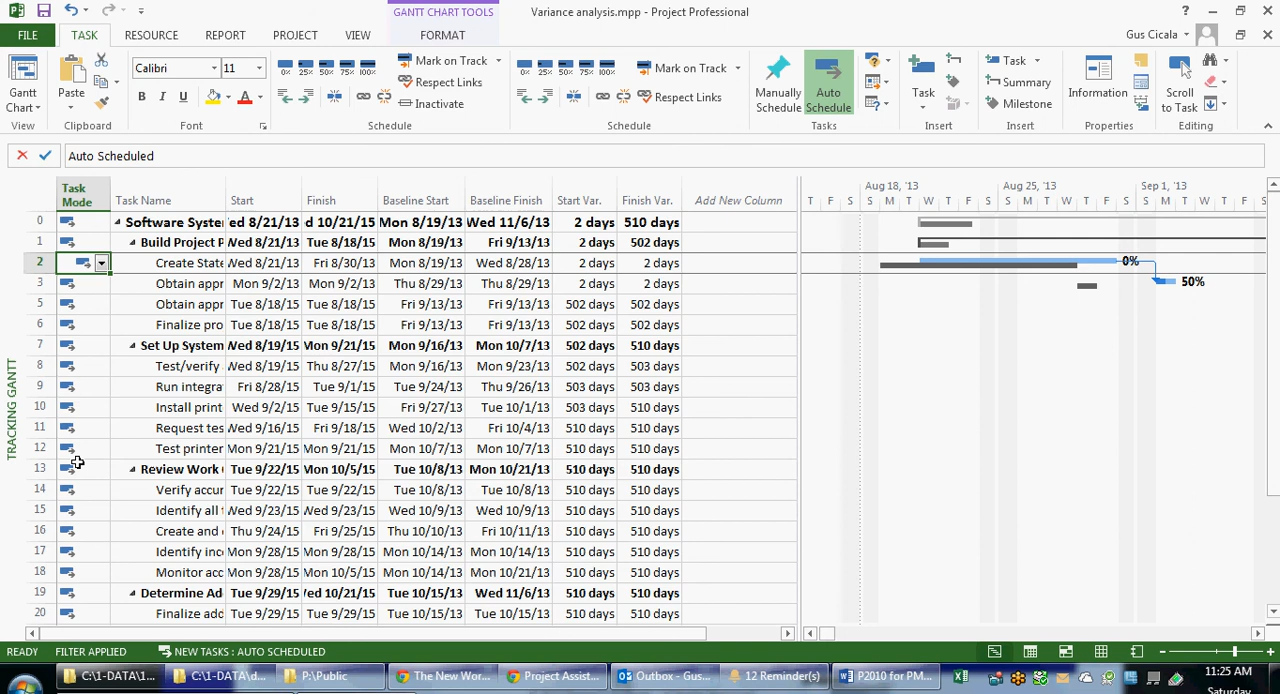 GANTT CHART TOOLS
Variance analysis.mpp - Project Professional
FILE TASK RESOURCE REPORT PROJECT VIEW FORMAT
Gus Cicala
Gantt Chart
View
Paste
Clipboard
Calibri 11
B I U A
Font
0% 25% 50% 75% 100%
Mark on Track
Respect Links
Inactivate
Schedule
0% 25% 50% 75% 100%
Mark on Track
Respect Links
Schedule
Manually Schedule
Auto Schedule
Tasks
Task
Insert
Task
Summary
Milestone
Insert
Information
Properties
Scroll to Task
Editing
Auto Scheduled
TRACKING GANTT
Task Mode Task Name Start Finish Baseline Start Baseline Finish Start Var. Finish Var. Add New Column
Aug 18, '13 Aug 25, '13 Sep 1, '13
T F S S M T W T F S S M T W T F S S M T W T F S
0 Software Syste ed 8/21/13 d 10/21/15 Mon 8/19/13 Wed 11/6/13 2 days 510 days
1 Build Project P Wed 8/21/13 Tue 8/18/15 Mon 8/19/13 Fri 9/13/13 2 days 502 days
2 Create State Wed 8/21/13 Fri 8/30/13 Mon 8/19/13 Wed 8/28/13 2 days 2 days 0%
3 Obtain appr Mon 9/2/13 Mon 9/2/13 Thu 8/29/13 Thu 8/29/13 2 days 2 days 50%
5 Obtain appr Tue 8/18/15 Tue 8/18/15 Fri 9/13/13 Fri 9/13/13 502 days 502 days
6 Finalize pro Tue 8/18/15 Tue 8/18/15 Fri 9/13/13 Fri 9/13/13 502 days 502 days
7 Set Up System Wed 8/19/15 Mon 9/21/15 Mon 9/16/13 Mon 10/7/13 502 days 510 days
8 Test/verify Wed 8/19/15 Thu 8/27/15 Mon 9/16/13 Mon 9/23/13 502 days 503 days
9 Run integra Fri 8/28/15 Tue 9/1/15 Tue 9/24/13 Thu 9/26/13 503 days 503 days
10 Install print Wed 9/2/15 Tue 9/15/15 Fri 9/27/13 Tue 10/1/13 503 days 510 days
11 Request tes Wed 9/16/15 Fri 9/18/15 Wed 10/2/13 Fri 10/4/13 510 days 510 days
12 Test printer Mon 9/21/15 Mon 9/21/15 Mon 10/7/13 Mon 10/7/13 510 days 510 days
13 Review Work Tue 9/22/15 Mon 10/5/15 Tue 10/8/13 Mon 10/21/13 510 days 510 days
14 Verify accur Tue 9/22/15 Tue 9/22/15 Tue 10/8/13 Tue 10/8/13 510 days 510 days
15 Identify all t Wed 9/23/15 Wed 9/23/15 Wed 10/9/13 Wed 10/9/13 510 days 510 days
16 Create and Thu 9/24/15 Fri 9/25/15 Thu 10/10/13 Fri 10/11/13 510 days 510 days
17 Identify inc Mon 9/28/15 Mon 9/28/15 Mon 10/14/13 Mon 10/14/13 510 days 510 days
18 Monitor acc Mon 9/28/15 Mon 10/5/15 Mon 10/14/13 Mon 10/21/13 510 days 510 days
19 Determine Ad Tue 9/29/15 Wed 10/21/15 Tue 10/15/13 Wed 11/6/13 510 days 510 days
20 Finalize add Tue 9/29/15 Tue 9/29/15 Tue 10/15/13 Tue 10/15/13 510 days 510 days
READY FILTER APPLIED NEW TASKS : AUTO SCHEDULED
C:\1-DATA\1... C:\1-DATA\d... P:\Public The New Wor... Project Assist... Outbox - Gus... 12 Reminder(s) P2010 for PM...
11:25 AM
Saturday